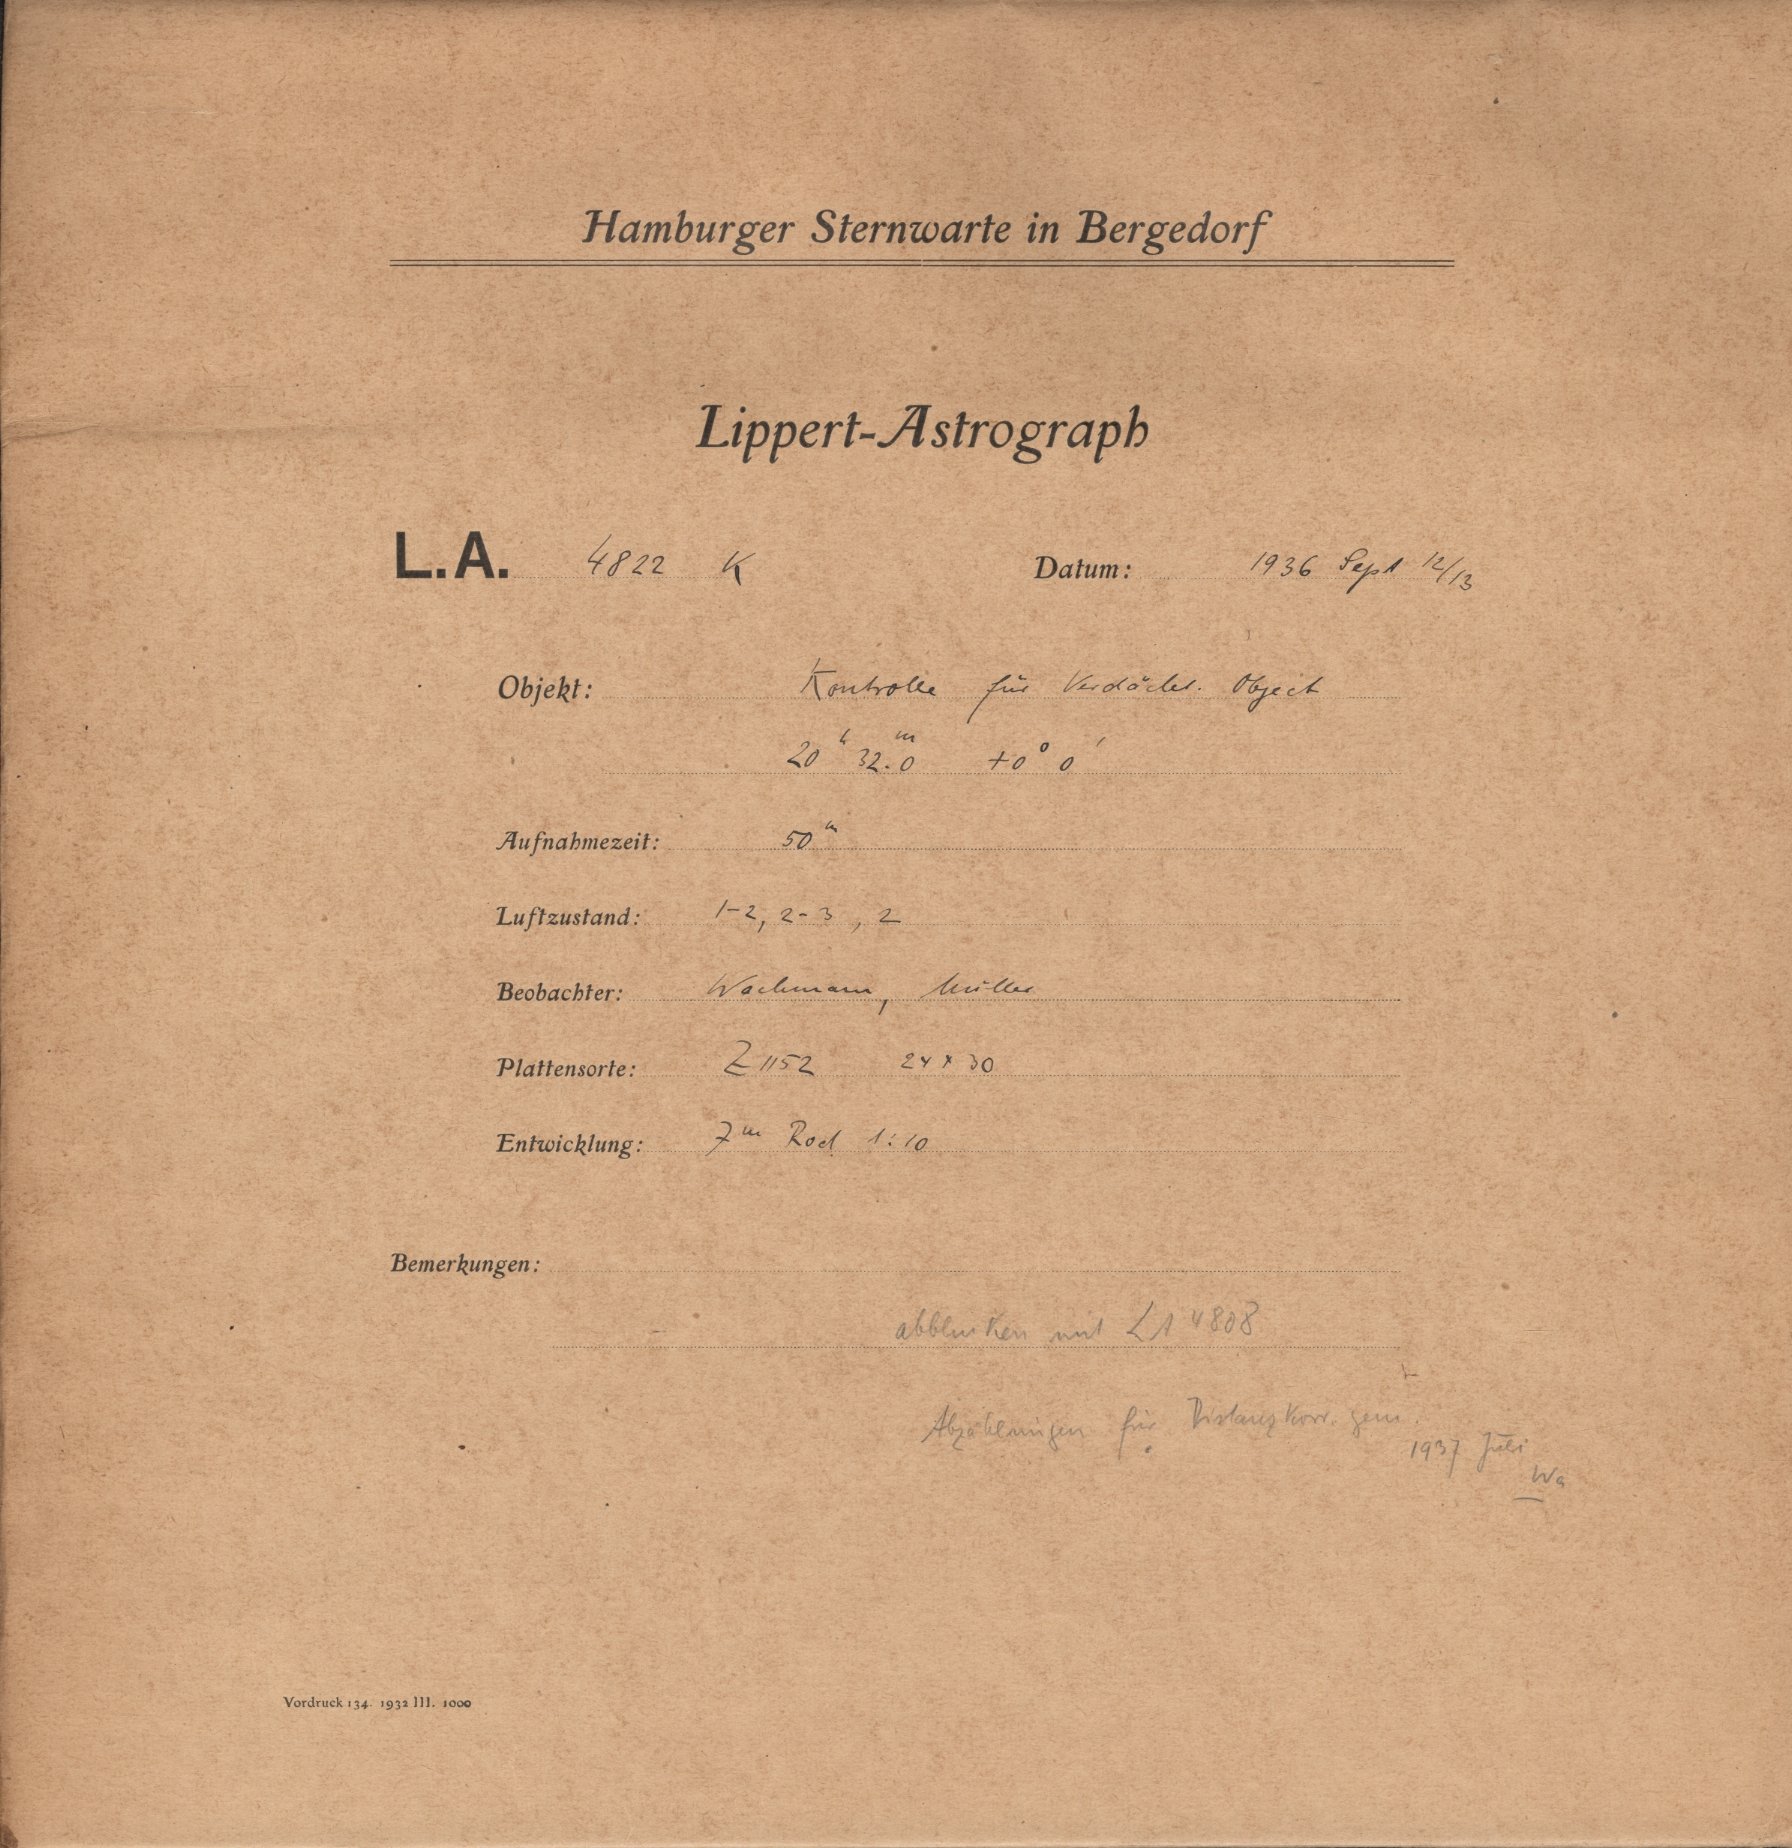 Hamburger Sternwarte in Bergedorf
Lippert-Astrograph
L.A. 4822 K Datum: 1936 Sept 12/13
Objekt: Kontrolle für Verdächt. Object
20h 32.m0 +0° 0'
Aufnahmezeit: 50m
Luftzustand: 1-2, 2-3, 2
Beobachter: Wachmann, Müller
Plattensorte: Z 1152 24 x 30
Entwicklung: 7m Rod 1:10
Bemerkungen:
abblinken mit LA 4808
Abzählungen für Distanzkorr. gem.
1937 Juli
Wa
Vordruck 134. 1932 III. 1000